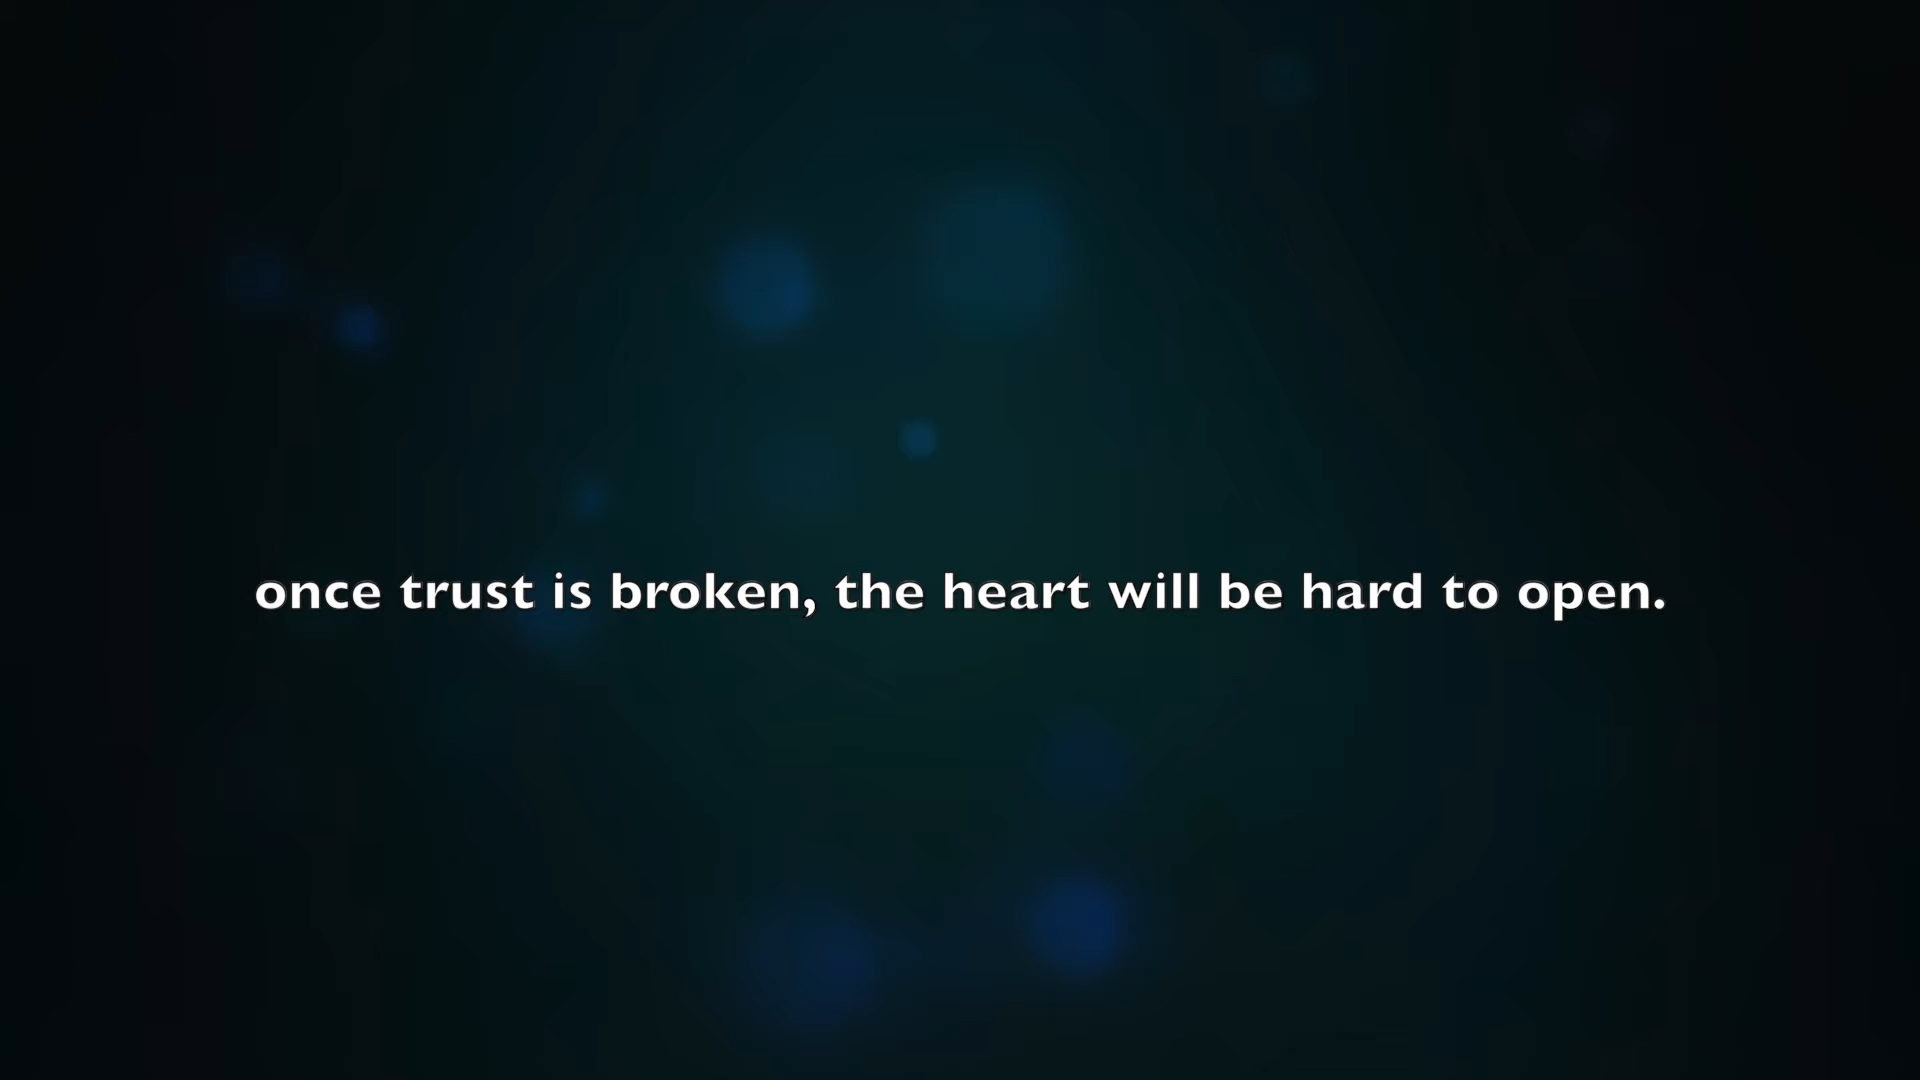 once trust is broken, the heart will be hard to open.